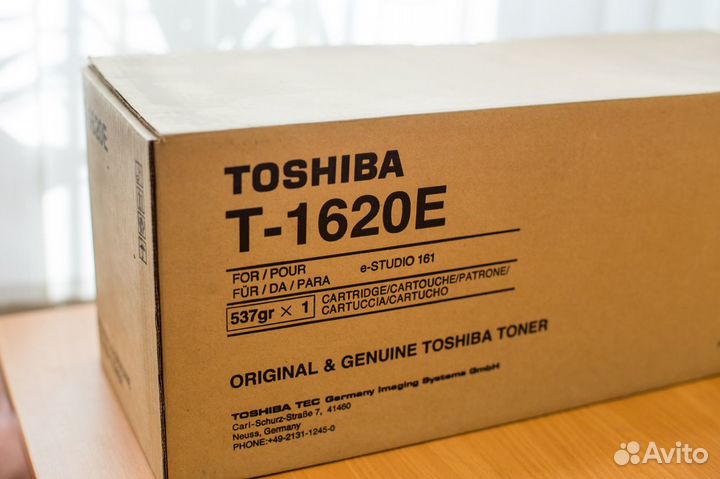 TOSHIBA
T-1620E
FOR / POUR
FÜR / DA / PARA
e-STUDIO 161
537gr × 1
CARTRIDGE/CARTOUCHE/PATRONE/
CARTUCCIA/CARTUCHO
ORIGINAL & GENUINE TOSHIBA TONER
TOSHIBA TEC Germany Imaging Systems GmbH
Carl-Schurz-Straße 7, 41460
Neuss, Germany
PHONE:+49-2131-1245-0
Avito